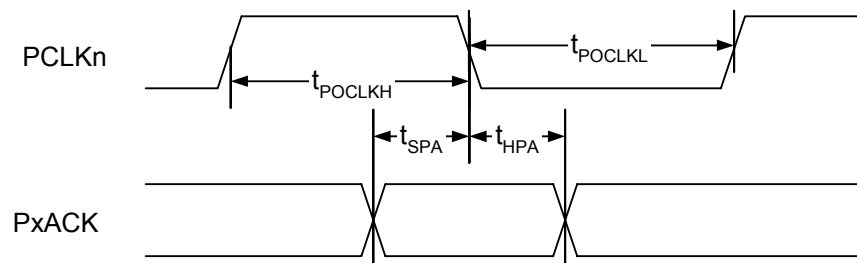 PCLKn
tPOCLKL
tPOCLKH
tSPA
tHPA
PxACK